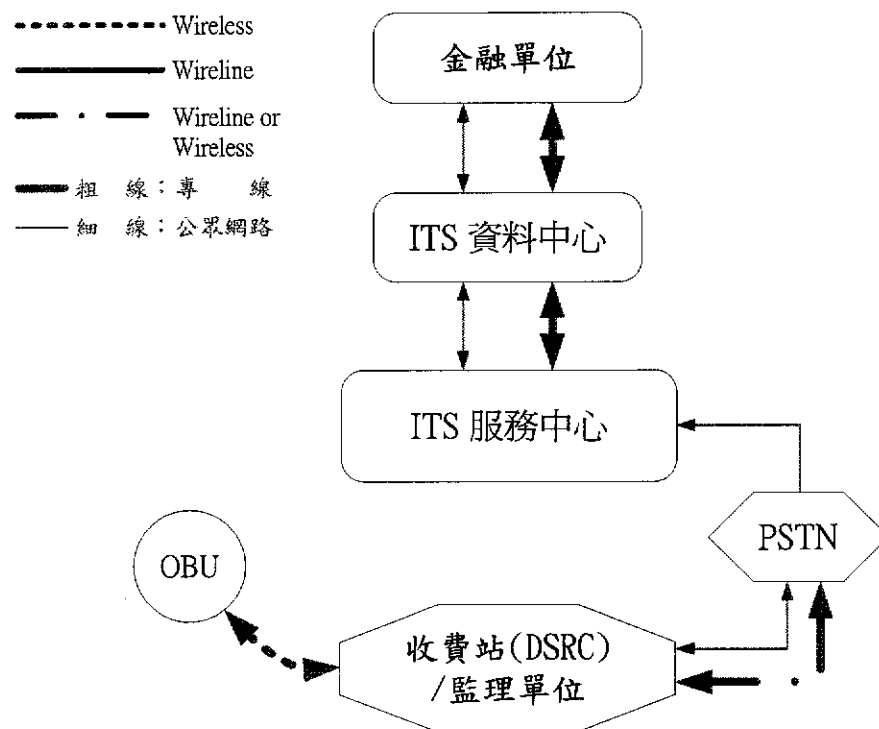 Wireless
Wireline
Wireline or
Wireless
粗 線：專 線
細 線：公眾網路
金融單位
ITS 資料中心
ITS 服務中心
PSTN
OBU
收費站(DSRC)
/監理單位